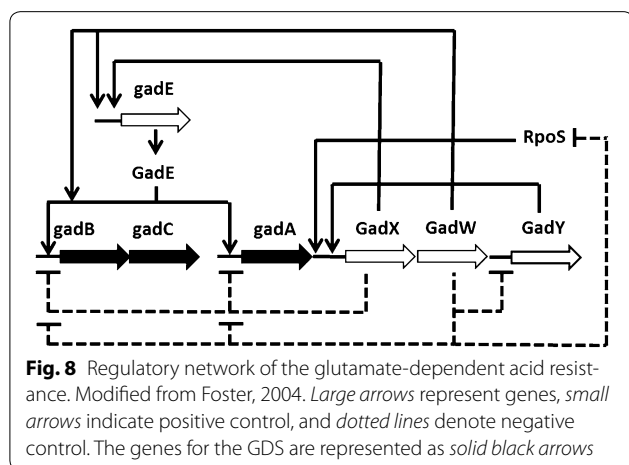 gadE
GadE
RpoS
gadB gadC gadA GadX GadW GadY
Fig. 8 Regulatory network of the glutamate-dependent acid resist-
ance. Modified from Foster, 2004. Large arrows represent genes, small
arrows indicate positive control, and dotted lines denote negative
control. The genes for the GDS are represented as solid black arrows